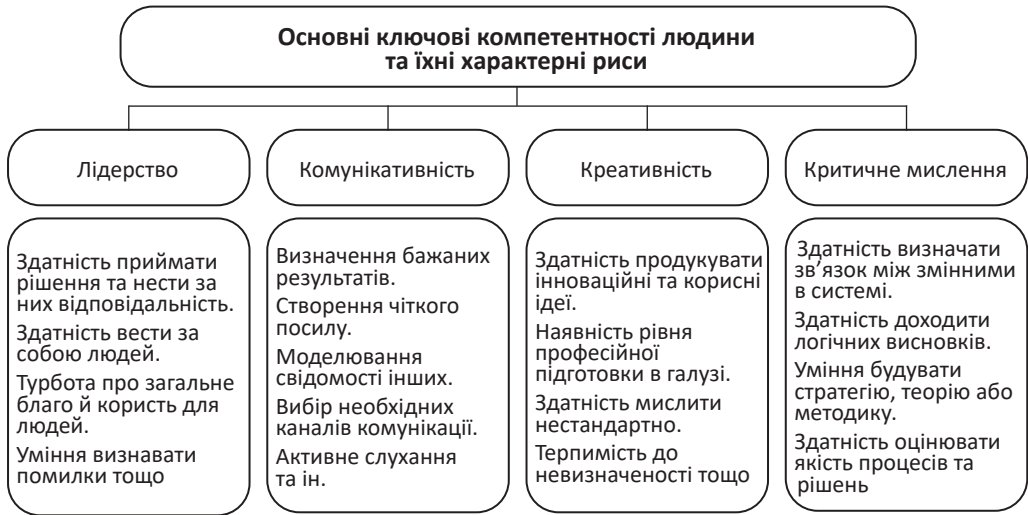 Основні ключові компетентності людини
та їхні характерні риси
Лідерство
Комунікативність
Креативність
Критичне мислення
Здатність приймати
рішення та нести за
них відповідальність.
Здатність вести за
собою людей.
Турбота про загальне
благо й користь для
людей.
Уміння визнавати
помилки тощо
Визначення бажаних
результатів.
Створення чіткого
посилу.
Моделювання
свідомості інших.
Вибір необхідних
каналів комунікації.
Активне слухання
та ін.
Здатність продукувати
інноваційні та корисні
ідеї.
Наявність рівня
професійної
підготовки в галузі.
Здатність мислити
нестандартно.
Терпимість до
невизначеності тощо
Здатність визначати
зв’язок між змінними
в системі.
Здатність доходити
логічних висновків.
Уміння будувати
стратегію, теорію або
методику.
Здатність оцінювати
якість процесів та
рішень